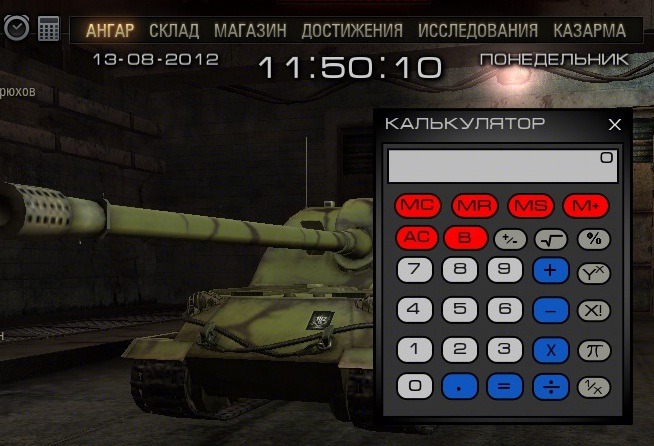 АНГАР СКЛАД МАГАЗИН ДОСТИЖЕНИЯ ИССЛЕДОВАНИЯ КАЗАРМА
13-08-2012 11:50:10 ПОНЕДЕЛЬНИК
рюхов
КАЛЬКУЛЯТОР X
0
MC MR MS M+
AC B +/- √ %
7 8 9 + Yˣ
4 5 6 - X!
1 2 3 X π
0 . = ÷ 1/X